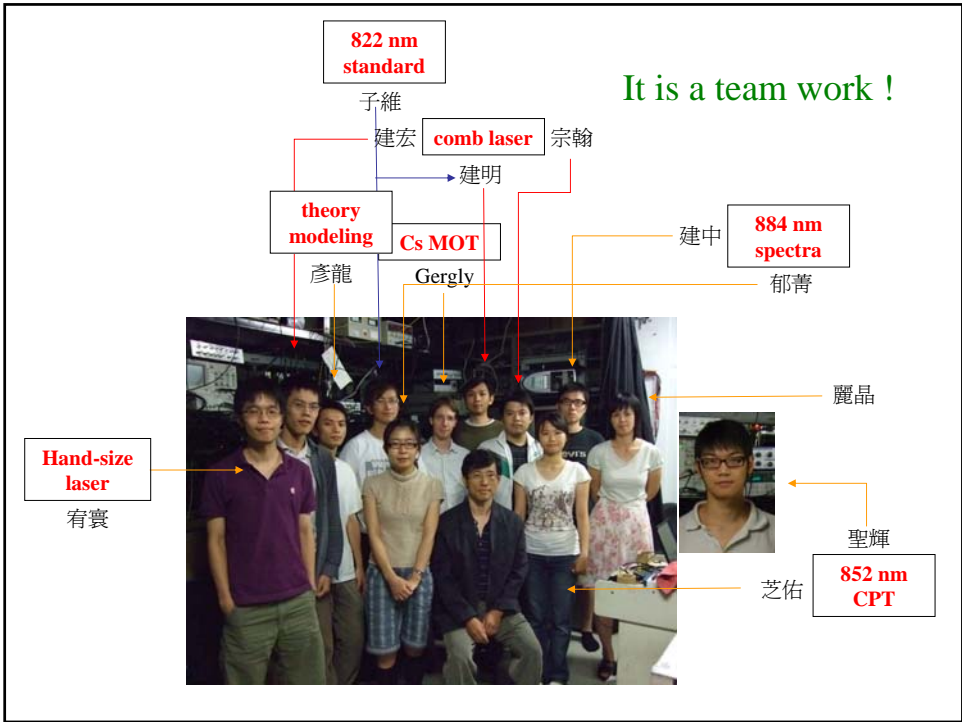 822 nm
standard
It is a team work !
子維
建宏
comb laser
宗翰
建明
theory
modeling
Cs MOT
建中
884 nm
spectra
彥龍
Gergly
郁菁
麗晶
Hand-size
laser
宥寰
聖輝
芝佑
852 nm
CPT